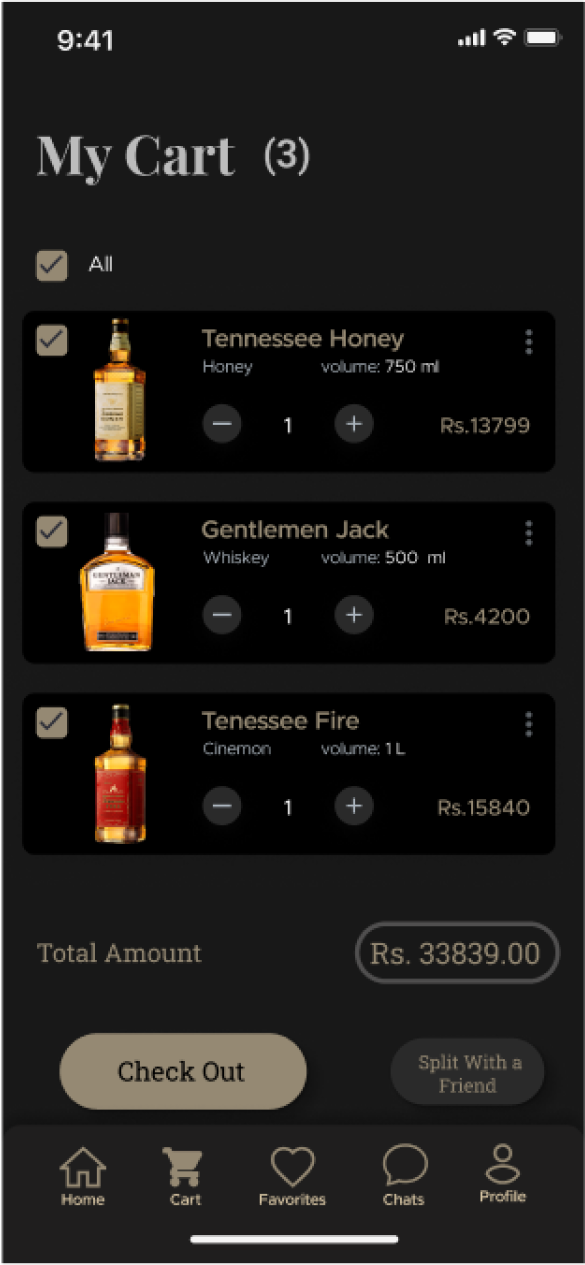 9:41
My Cart (3)
All
Tennessee Honey
Honey volume: 750 ml
1 Rs.13799
Gentlemen Jack
Whiskey volume: 500 ml
GENTLEMAN
JACK
1 Rs.4200
Tenessee Fire
Cinemon volume: 1 L
1 Rs.15840
Total Amount Rs. 33839.00
Check Out
Split With a
Friend
Home Cart Favorites Chats Profile